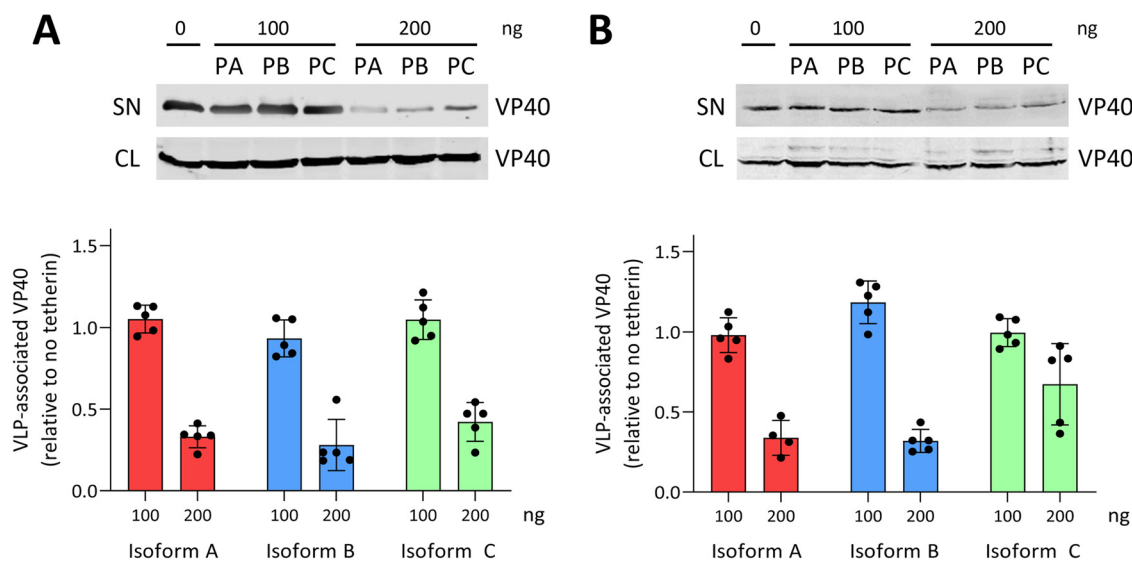 A
0 100 200 ng
PA PB PC PA PB PC
SN VP40
CL VP40
VLP-associated VP40
(relative to no tetherin)
1.5
1.0
0.5
0.0
100 200 100 200 100 200 ng
Isoform A Isoform B Isoform C
B
0 100 200 ng
PA PB PC PA PB PC
SN VP40
CL VP40
VLP-associated VP40
(relative to no tetherin)
1.5
1.0
0.5
0.0
100 200 100 200 100 200 ng
Isoform A Isoform B Isoform C